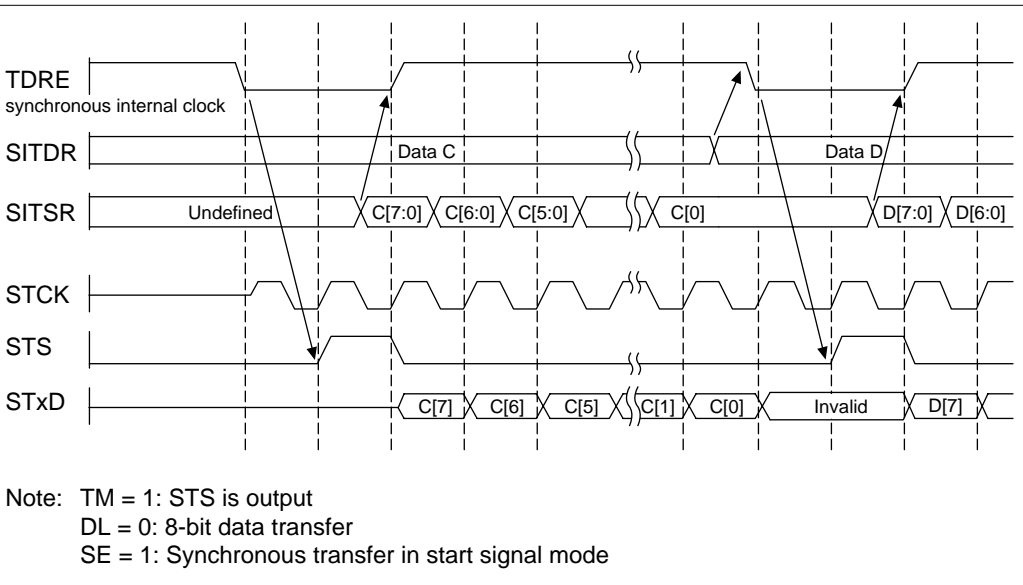 TDRE
synchronous internal clock
SITDR Data C Data D
SITSR Undefined C[7:0] C[6:0] C[5:0] C[0] D[7:0] D[6:0]
STCK
STS
STxD C[7] C[6] C[5] C[1] C[0] Invalid D[7]
Note: TM = 1: STS is output
DL = 0: 8-bit data transfer
SE = 1: Synchronous transfer in start signal mode